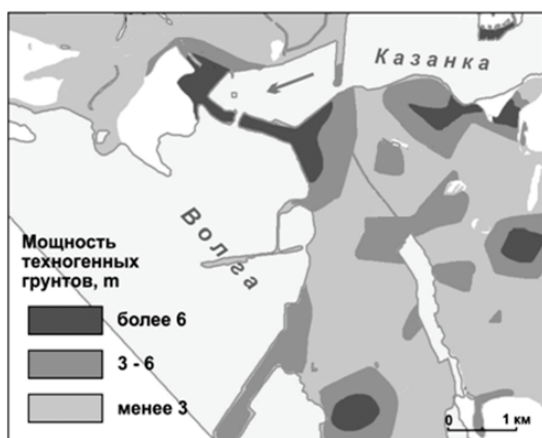 Казанка
Волга
Мощность
техногенных
грунтов, m
более 6
3 - 6
менее 3
0 1 км